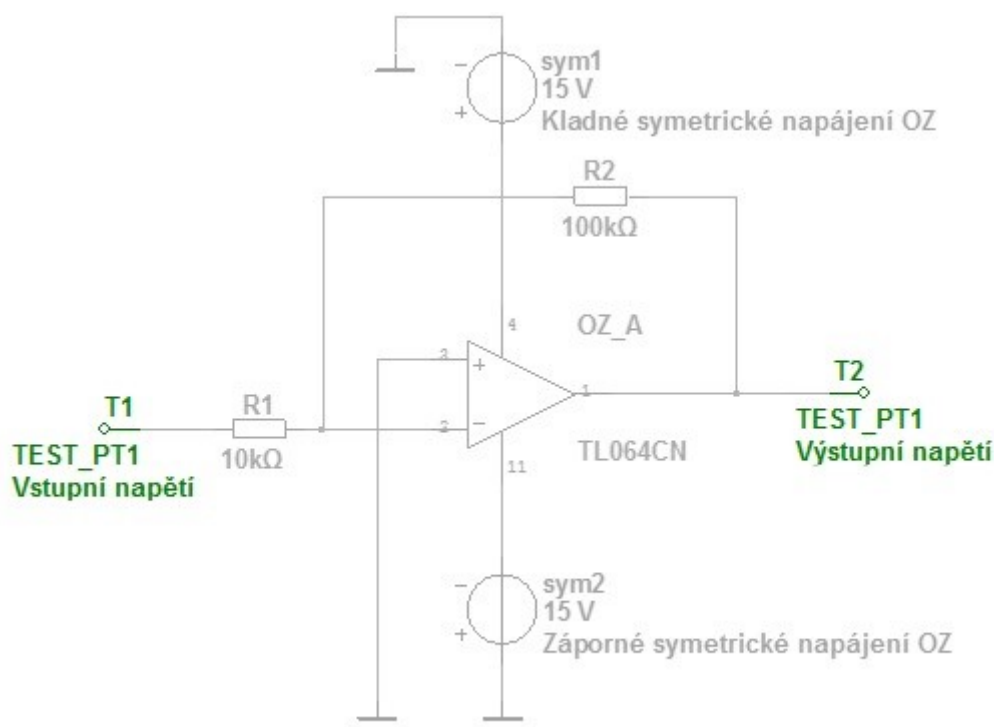 −
sym1
15 V
+
Kladné symetrické napájení OZ
R2
100kΩ
4
OZ_A
3
+
1
T2
TEST_PT1
Výstupní napětí
T1
R1
2
−
TEST_PT1
10kΩ
Vstupní napětí
TL064CN
11
−
sym2
15 V
+
Záporné symetrické napájení OZ